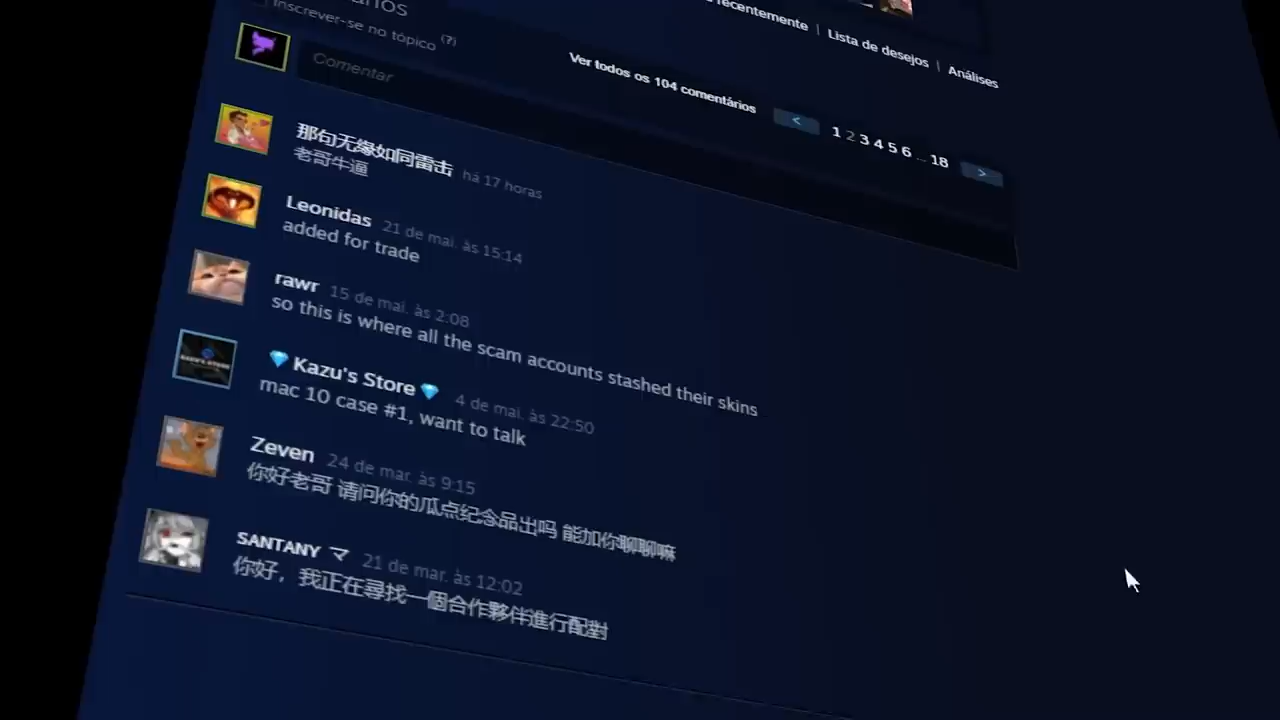 recentemente | Lista de desejos | Análises
Inscrever-se no tópico (?)
Comentar
Ver todos os 104 comentários < 1 2 3 4 5 6 ... 18 >
那句无缘如同雷击 há 17 horas
老哥牛逼
Leonidas 21 de mai. às 15:14
added for trade
rawr 15 de mai. às 2:08
so this is where all the scam accounts stashed their skins
💎 Kazu's Store 💎 4 de mai. às 22:50
mac 10 case #1, want to talk
Zeven 24 de mar. às 9:15
你好老哥 请问你的瓜点纪念品出吗 能加你聊聊嘛
SANTANY マ 21 de mar. às 12:02
你好，我正在尋找一個合作夥伴進行配對